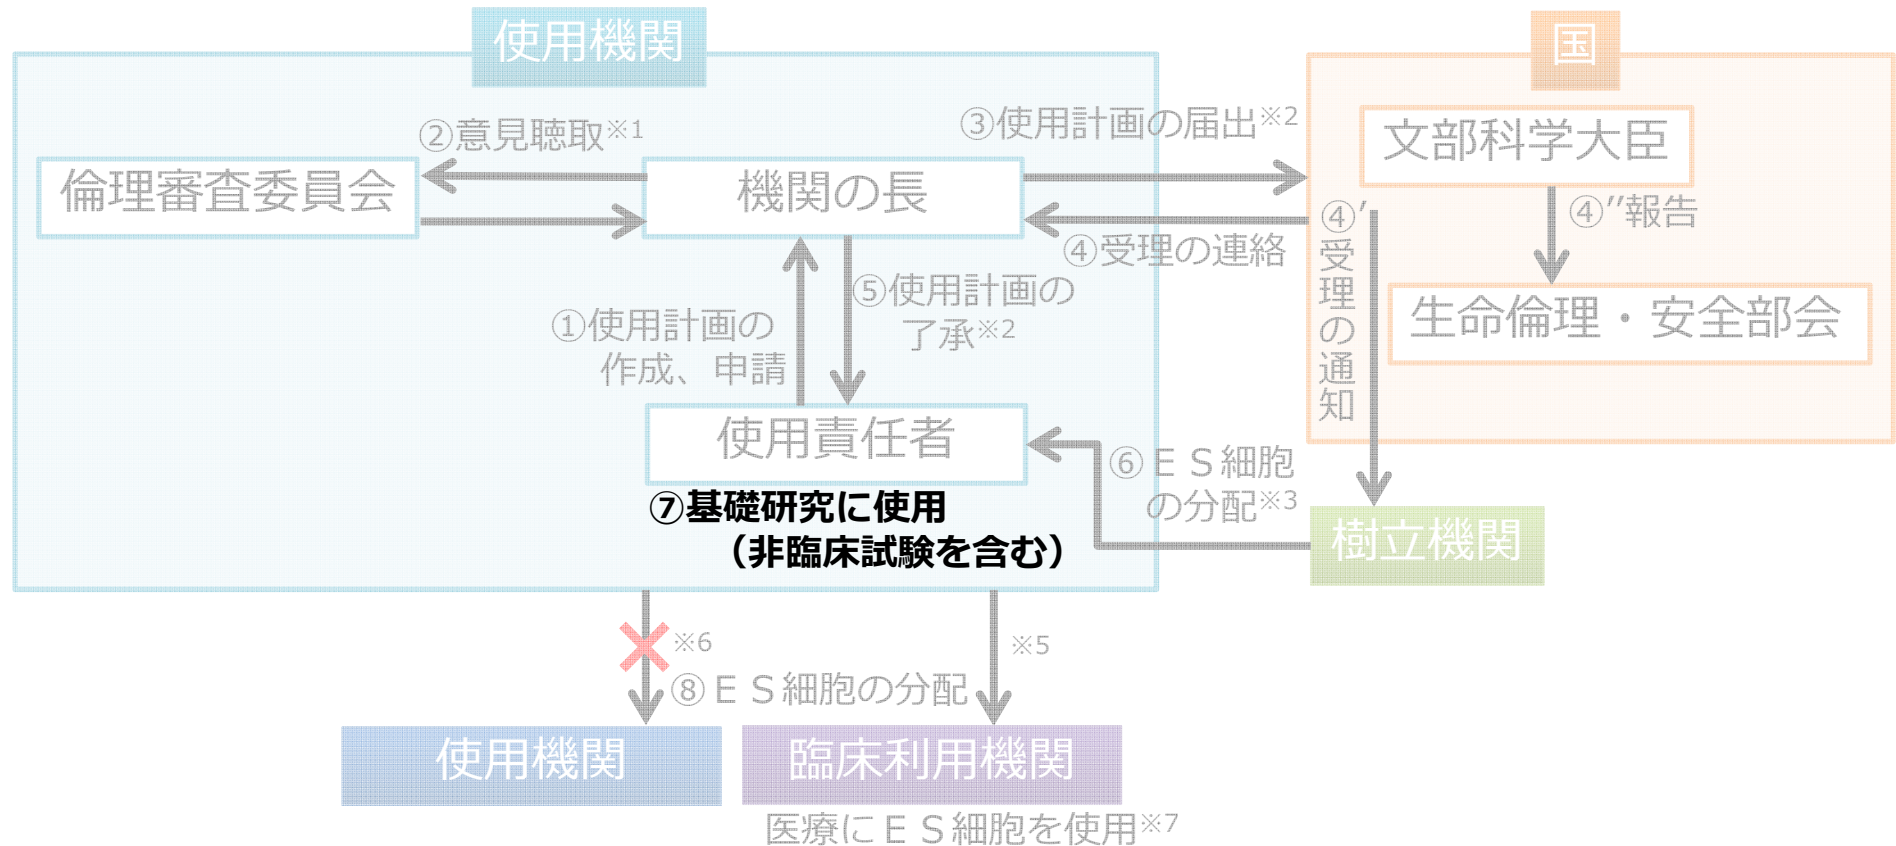 使用機関
国
②意見聴取※1
③使用計画の届出※2
文部科学大臣
倫理審査委員会
機関の長
④受理の連絡
④′受理の通知
④″報告
①使用計画の
作成、申請
⑤使用計画の
了承※2
生命倫理・安全部会
使用責任者
⑥ＥＳ細胞
の分配※3
⑦基礎研究に使用
（非臨床試験を含む）
樹立機関
※6
※5
⑧ＥＳ細胞の分配
使用機関
臨床利用機関
医療にＥＳ細胞を使用※7